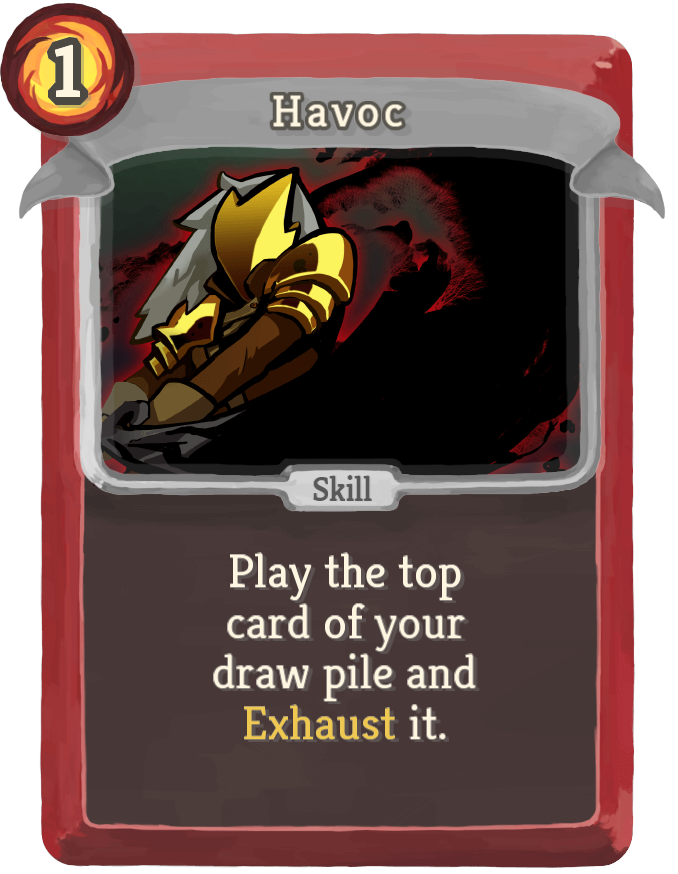 1
Havoc
Skill
Play the top
card of your
draw pile and
Exhaust it.